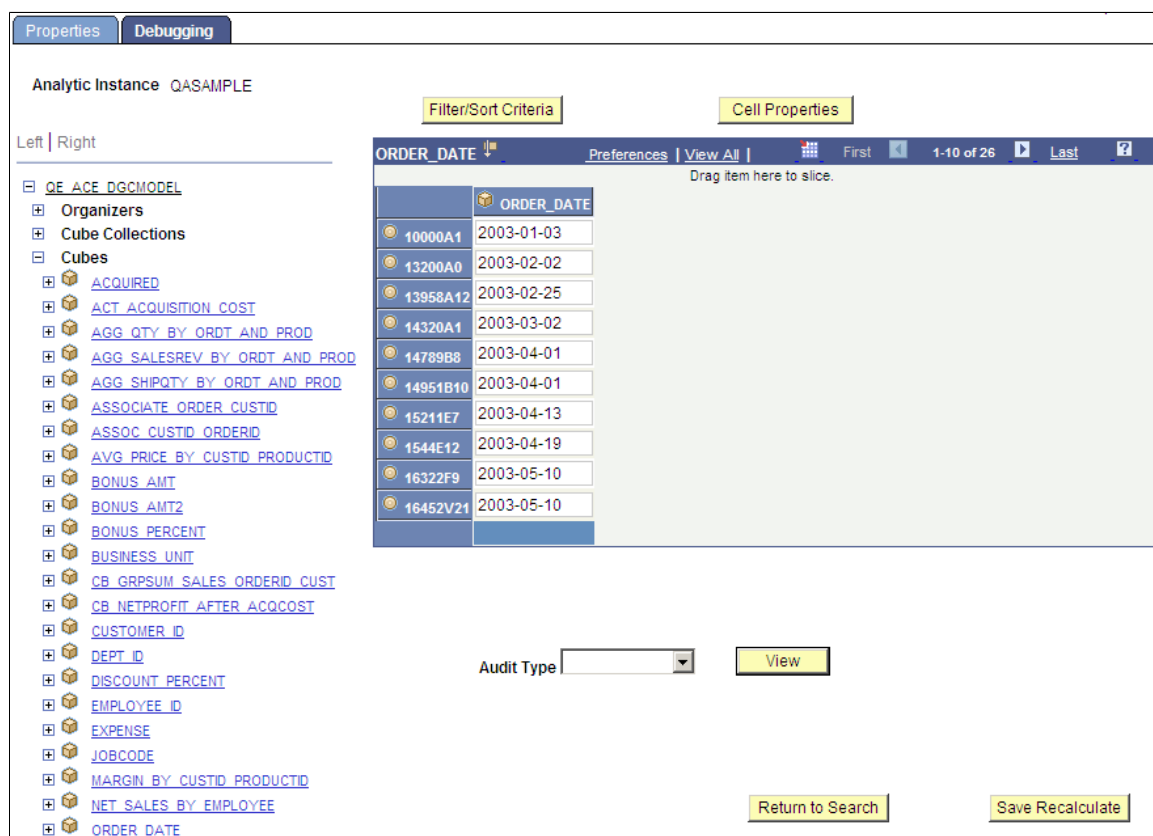 Properties
Debugging
Analytic Instance QASAMPLE
Filter/Sort Criteria
Cell Properties
Left | Right
QE_ACE_DGCMODEL
Organizers
Cube Collections
Cubes
ACQUIRED
ACT_ACQUISITION_COST
AGG_QTY_BY_ORDT_AND_PROD
AGG_SALESREV_BY_ORDT_AND_PROD
AGG_SHIPQTY_BY_ORDT_AND_PROD
ASSOCIATE_ORDER_CUSTID
ASSOC_CUSTID_ORDERID
AVG_PRICE_BY_CUSTID_PRODUCTID
BONUS_AMT
BONUS_AMT2
BONUS_PERCENT
BUSINESS_UNIT
CB_GRPSUM_SALES_ORDERID_CUST
CB_NETPROFIT_AFTER_ACQCOST
CUSTOMER_ID
DEPT_ID
DISCOUNT_PERCENT
EMPLOYEE_ID
EXPENSE
JOBCODE
MARGIN_BY_CUSTID_PRODUCTID
NET_SALES_BY_EMPLOYEE
ORDER_DATE
ORDER_DATE Preferences | View All | First 1-10 of 26 Last ?
Drag item here to slice.
ORDER_DATE
10000A1 2003-01-03
13200A0 2003-02-02
13958A12 2003-02-25
14320A1 2003-03-02
14789B8 2003-04-01
14951B10 2003-04-01
15211E7 2003-04-13
1544E12 2003-04-19
16322F9 2003-05-10
16452V21 2003-05-10
Audit Type
View
Return to Search
Save Recalculate